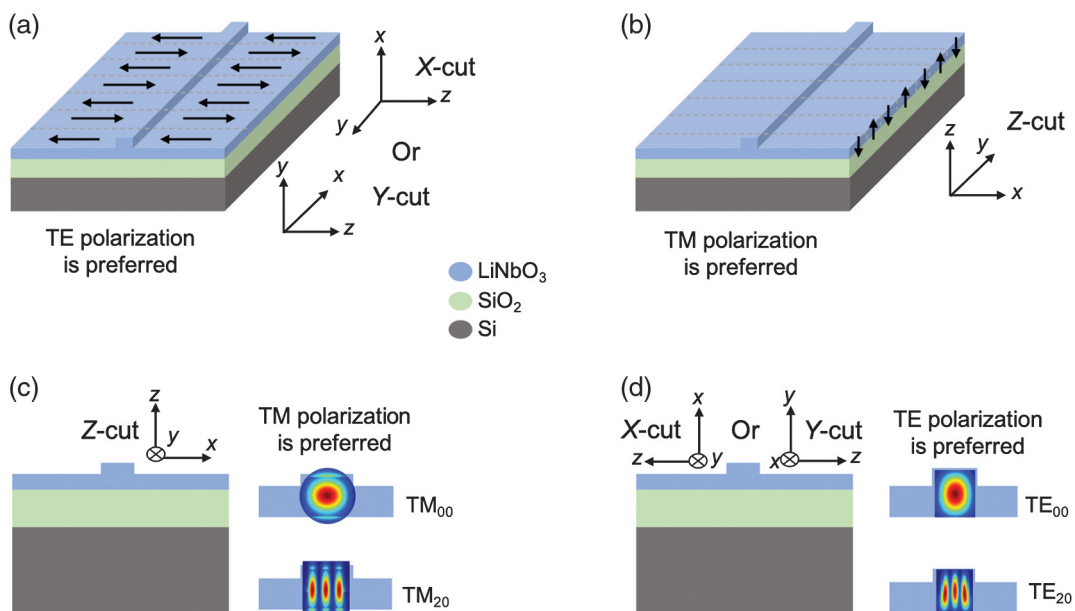 (a)
x
X-cut
z
y
Or
y
x
Y-cut
z
TE polarization
is preferred
(b)
z
y
Z-cut
x
TM polarization
is preferred
LiNbO₃
SiO₂
Si
(c)
z
Z-cut
y
x
TM polarization
is preferred
TM₀₀
TM₂₀
(d)
x
y
X-cut
Or
Y-cut
z
y
x
z
TE polarization
is preferred
TE₀₀
TE₂₀